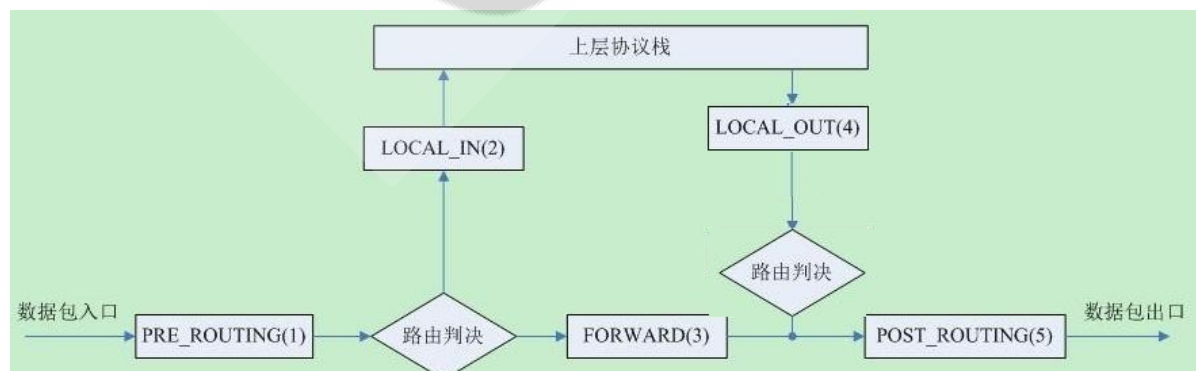 上层协议栈
LOCAL_IN(2)
LOCAL_OUT(4)
路由判决
数据包入口
PRE_ROUTING(1)
路由判决
FORWARD(3)
POST_ROUTING(5)
数据包出口